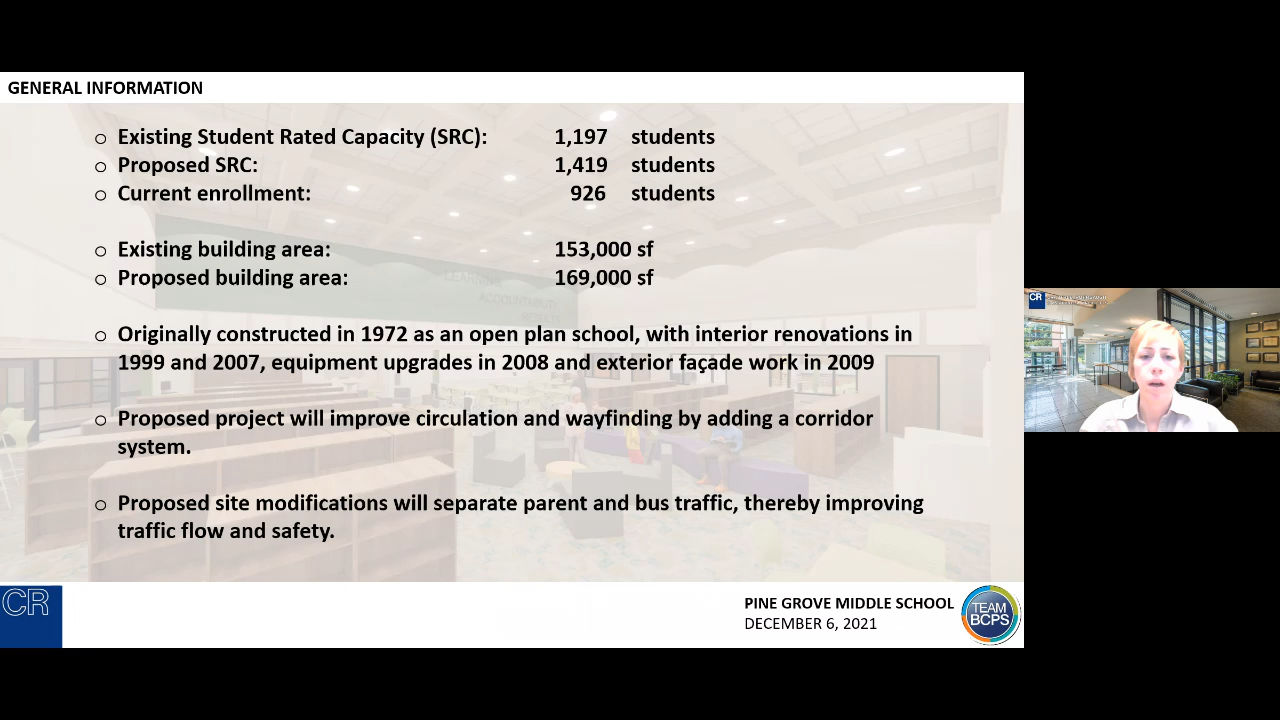 GENERAL INFORMATION
o Existing Student Rated Capacity (SRC): 1,197 students
o Proposed SRC: 1,419 students
o Current enrollment: 926 students
o Existing building area: 153,000 sf
o Proposed building area: 169,000 sf
o Originally constructed in 1972 as an open plan school, with interior renovations in
1999 and 2007, equipment upgrades in 2008 and exterior façade work in 2009
o Proposed project will improve circulation and wayfinding by adding a corridor
system.
o Proposed site modifications will separate parent and bus traffic, thereby improving
traffic flow and safety.
CR
PINE GROVE MIDDLE SCHOOL
DECEMBER 6, 2021
TEAM
BCPS
CR